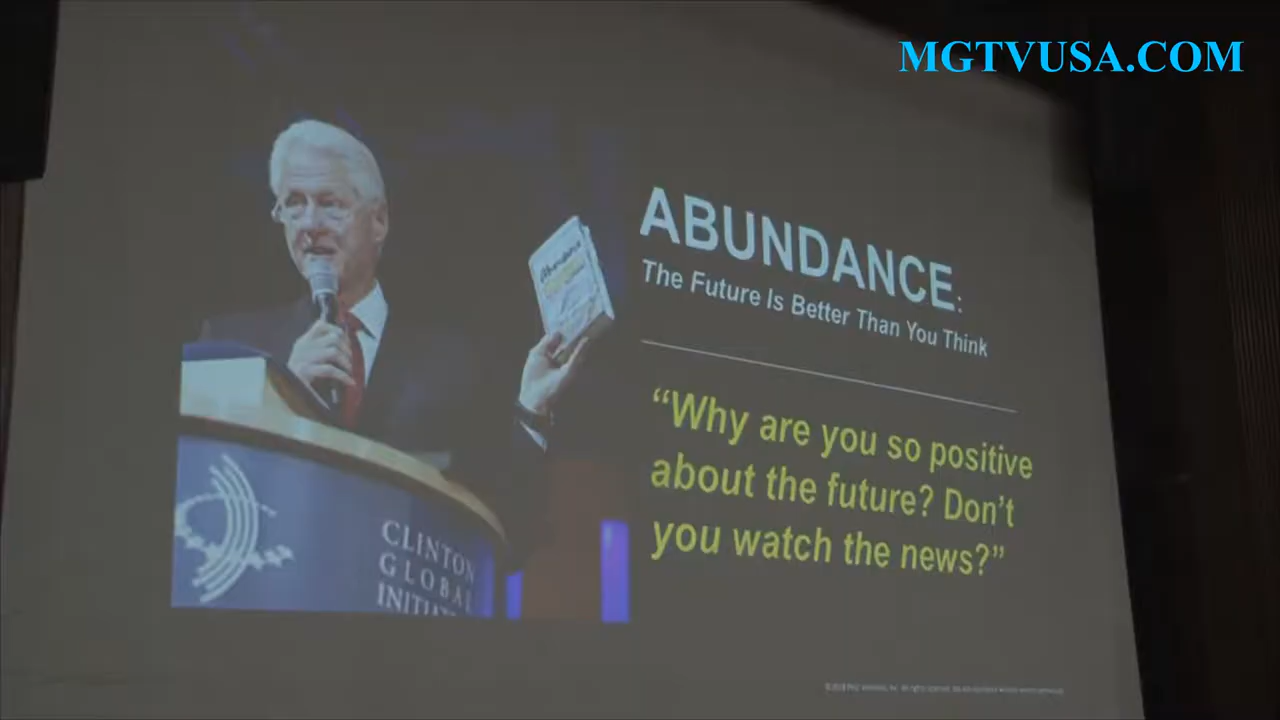 MGTVUSA.COM
ABUNDANCE:
The Future Is Better Than You Think
“Why are you so positive
about the future? Don’t
you watch the news?”
Abundance
CLINTON
GLOBAL